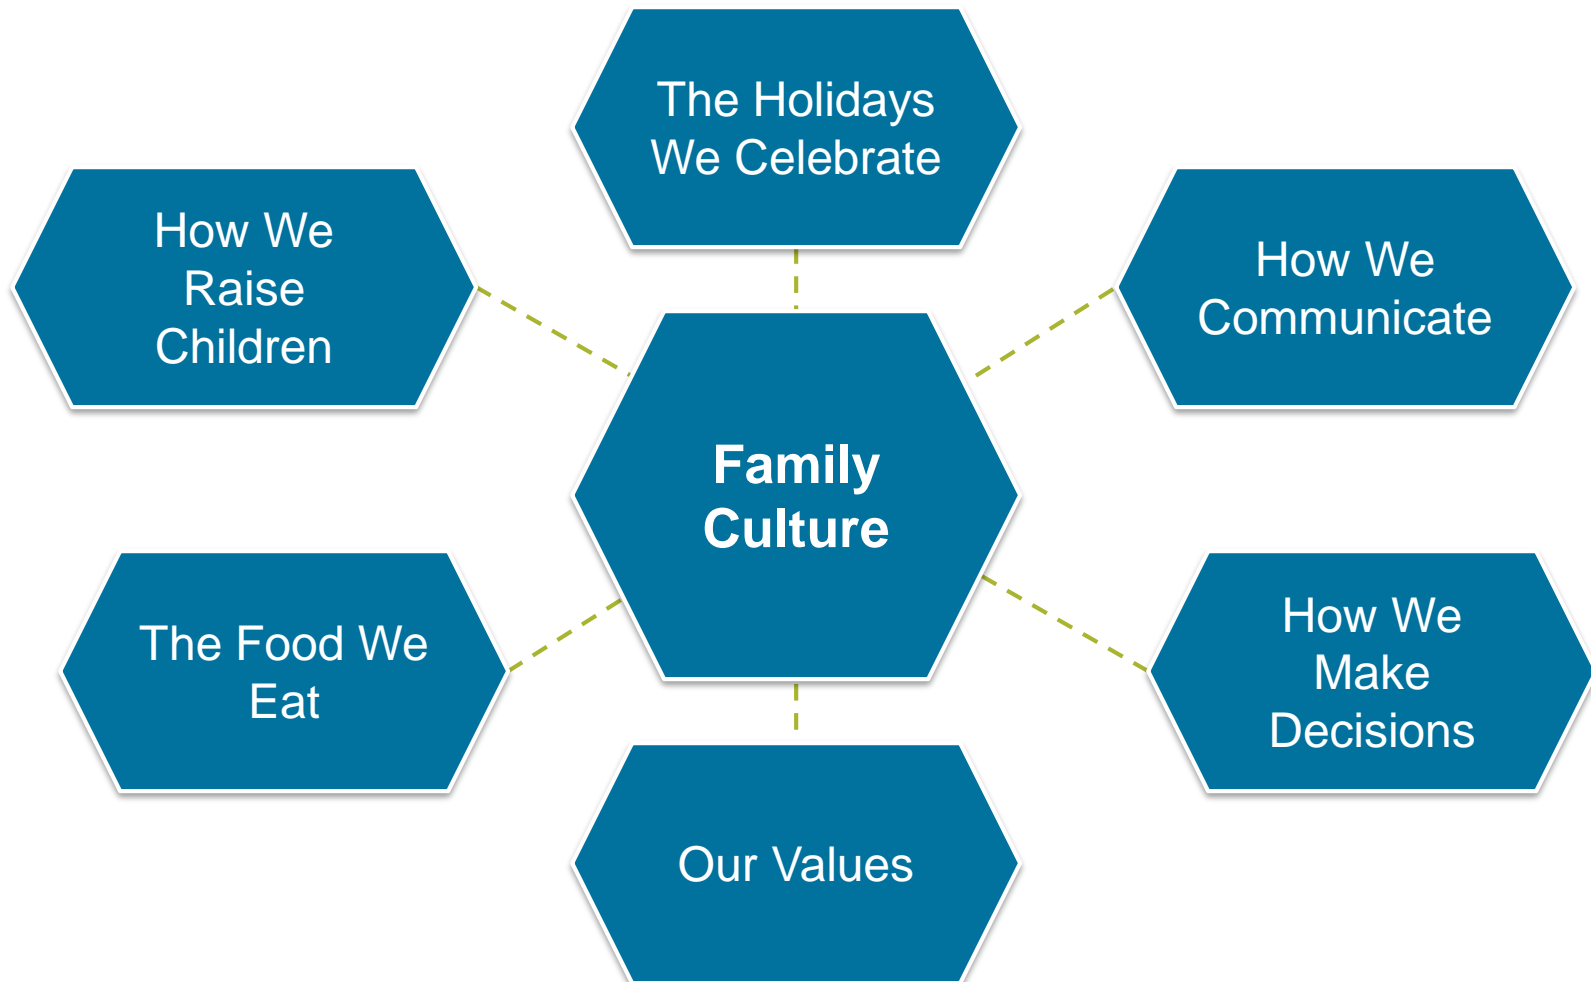 The Holidays
We Celebrate
How We
Raise
Children
How We
Communicate
Family
Culture
The Food We
Eat
How We
Make
Decisions
Our Values